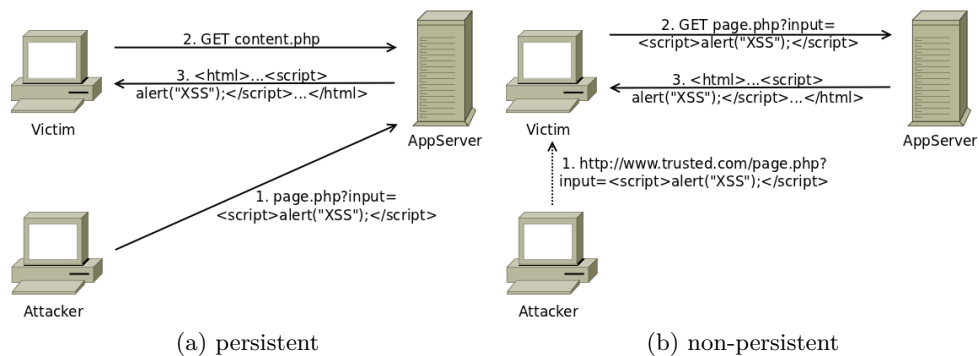 2. GET content.php
3. <html>...<script>
alert("XSS");</script>...</html>
Victim
AppServer
1. page.php?input=
<script>alert("XSS");</script>
Attacker
(a) persistent
2. GET page.php?input=
<script>alert("XSS");</script>
3. <html>...<script>
alert("XSS");</script>...</html>
Victim
AppServer
1. http://www.trusted.com/page.php?
input=<script>alert("XSS");</script>
Attacker
(b) non-persistent